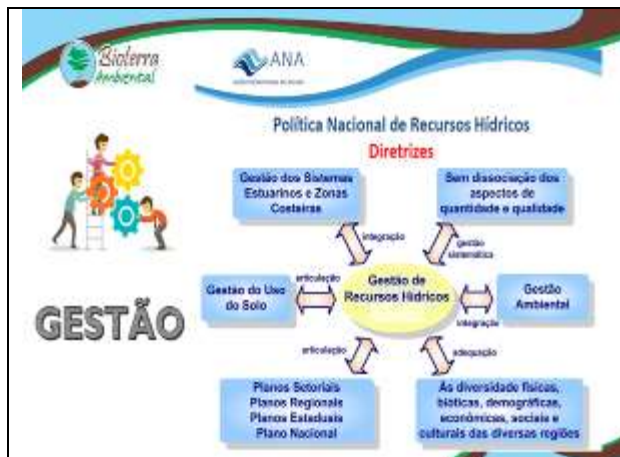 Bioterra
Ambiental
ANA
Política Nacional de Recursos Hídricos
Diretrizes
Gestão dos Sistemas
Estuarinos e Zonas
Costeiras
Sem dissociação dos
aspectos de
quantidade e qualidade
integração
gestão
sistemática
articulação
Gestão do Uso
do Solo
Gestão de
Recursos Hídricos
Gestão
Ambiental
integração
GESTÃO
articulação
adequação
Planos Setoriais
Planos Regionais
Planos Estaduais
Plano Nacional
Às diversidade físicas,
bióticas, demográficas,
econômicas, sociais e
culturais das diversas regiões